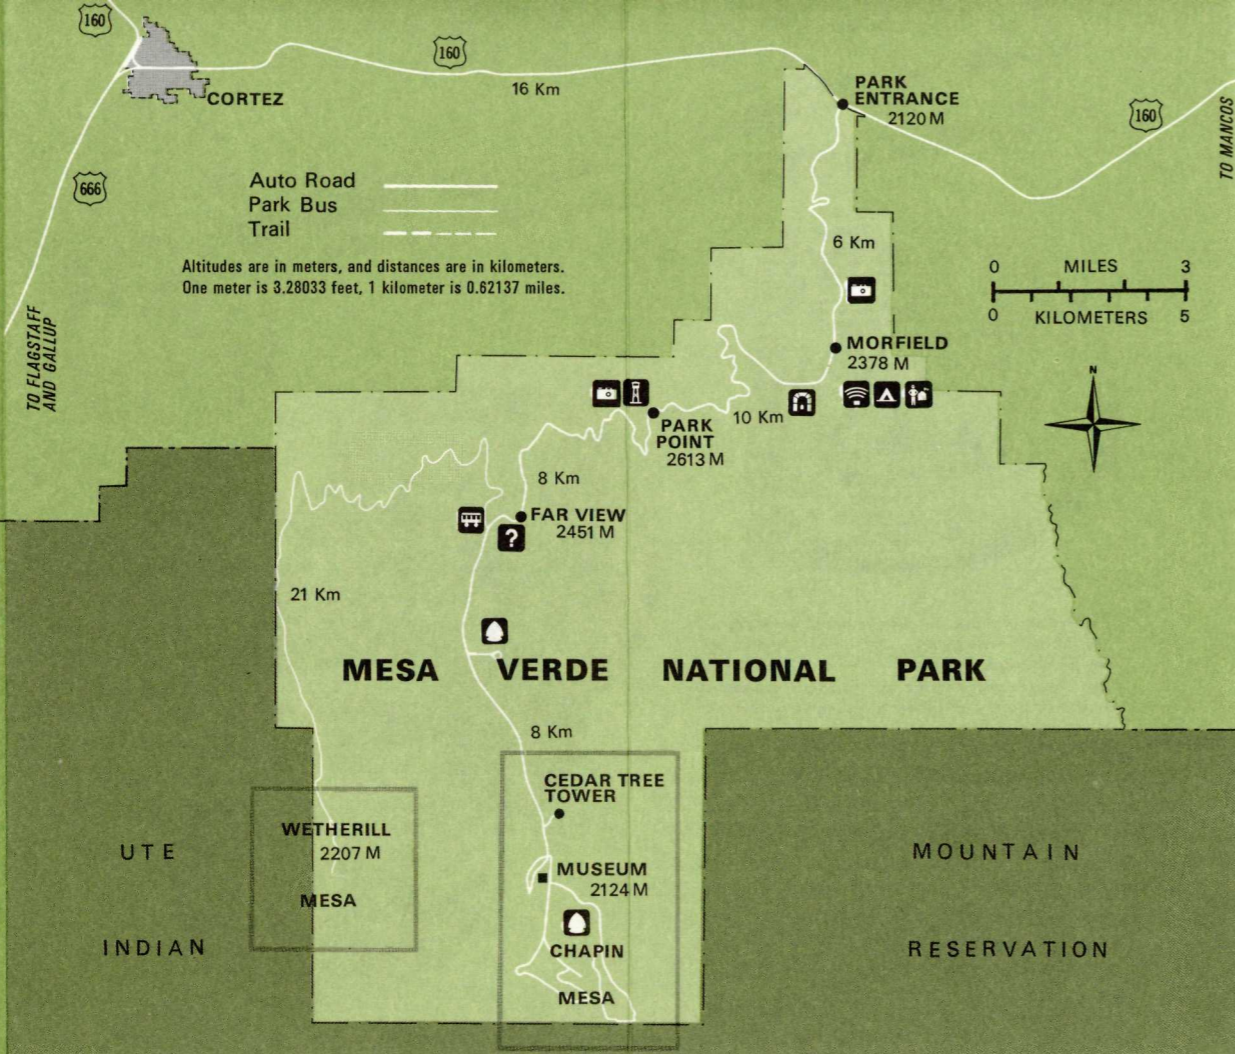 160
160
16 Km
CORTEZ
PARK
ENTRANCE
2120 M
160
TO MANCOS
666
Auto Road
Park Bus
Trail
Altitudes are in meters, and distances are in kilometers.
One meter is 3.28033 feet, 1 kilometer is 0.62137 miles.
6 Km
0 MILES 3
0 KILOMETERS 5
TO FLAGSTAFF
AND GALLUP
MORFIELD
2378 M
N
10 Km
PARK
POINT
2613 M
8 Km
FAR VIEW
2451 M
?
21 Km
MESA VERDE NATIONAL PARK
8 Km
CEDAR TREE
TOWER
WETHERILL
2207 M
MESA
MUSEUM
2124 M
CHAPIN
MESA
UTE MOUNTAIN
INDIAN RESERVATION